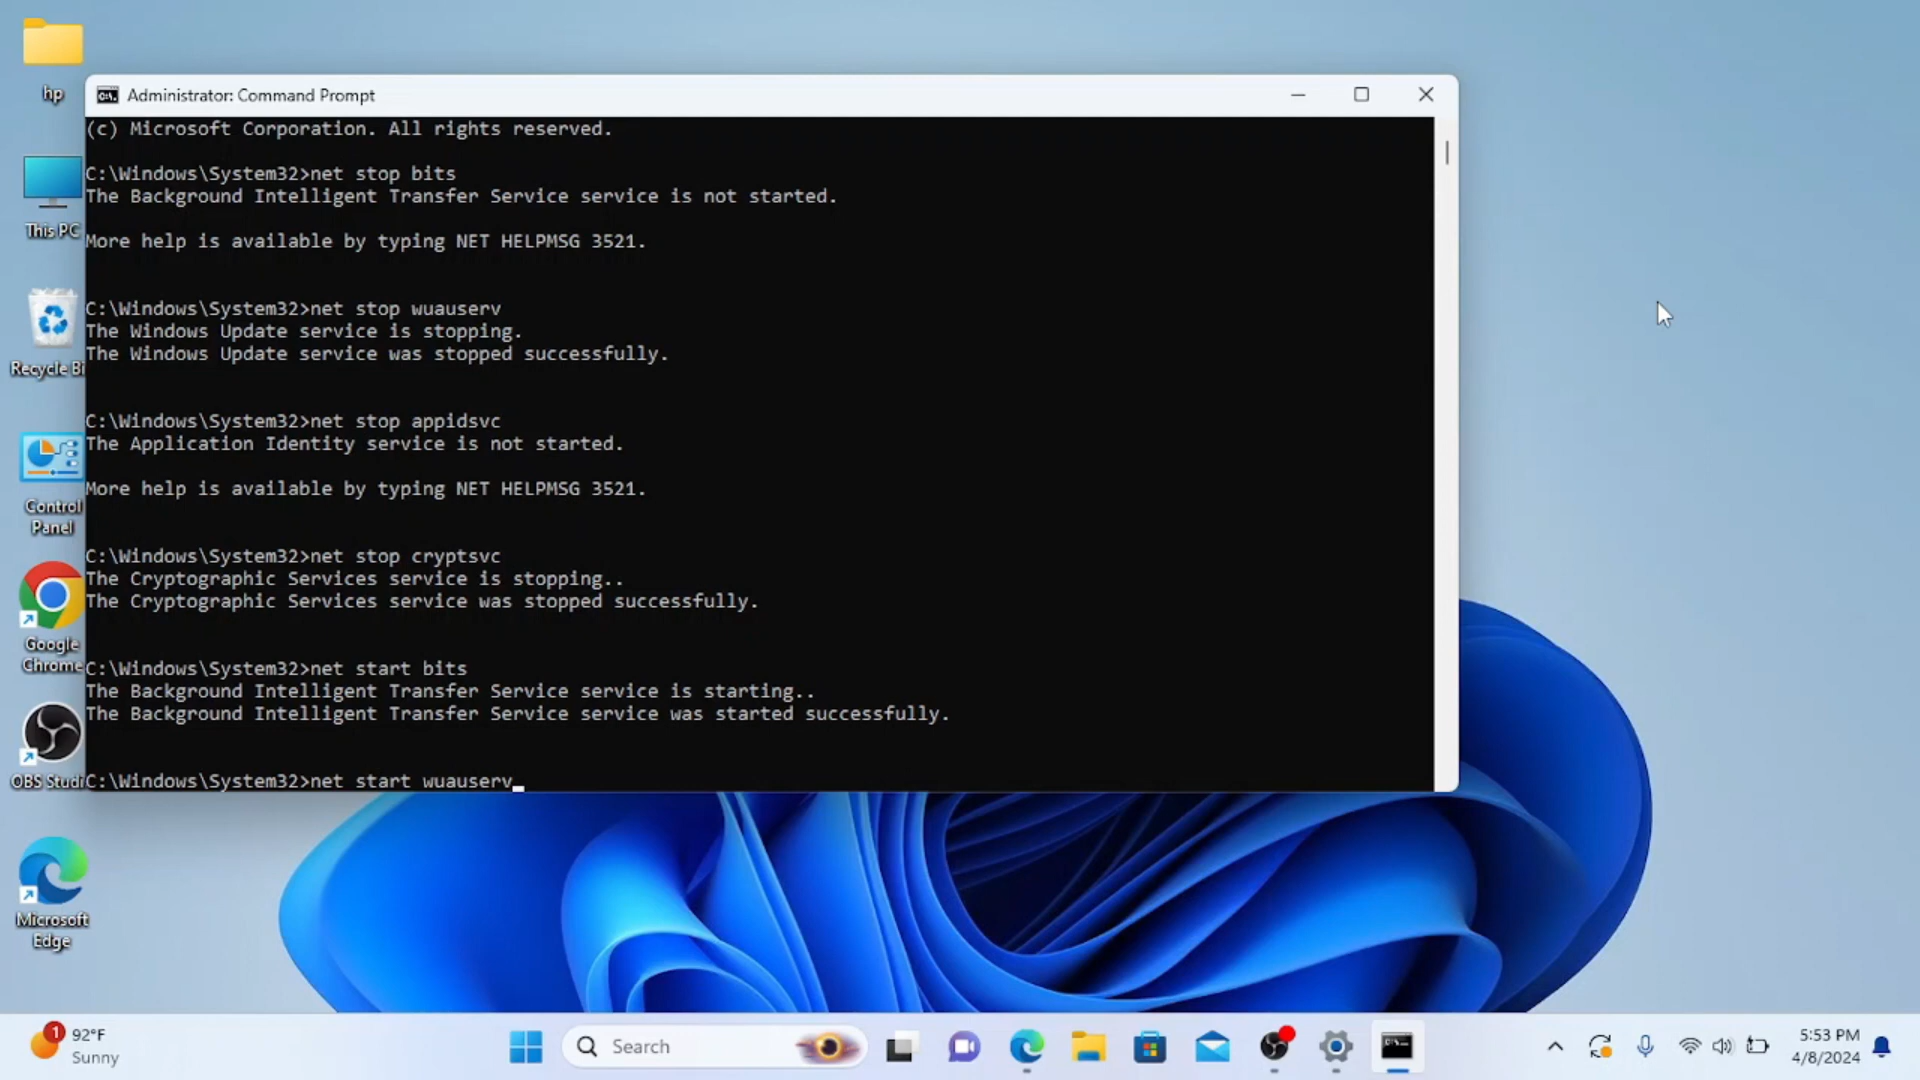 hp
This PC
Recycle Bi
Control
Panel
Google
Chrome
OBS Studi
Microsoft
Edge
Administrator: Command Prompt
(c) Microsoft Corporation. All rights reserved.
C:\Windows\System32>net stop bits
The Background Intelligent Transfer Service service is not started.
More help is available by typing NET HELPMSG 3521.
C:\Windows\System32>net stop wuauserv
The Windows Update service is stopping.
The Windows Update service was stopped successfully.
C:\Windows\System32>net stop appidsvc
The Application Identity service is not started.
More help is available by typing NET HELPMSG 3521.
C:\Windows\System32>net stop cryptsvc
The Cryptographic Services service is stopping..
The Cryptographic Services service was stopped successfully.
C:\Windows\System32>net start bits
The Background Intelligent Transfer Service service is starting..
The Background Intelligent Transfer Service service was started successfully.
C:\Windows\System32>net start wuauserv
1
92°F
Sunny
Search
5:53 PM
4/8/2024